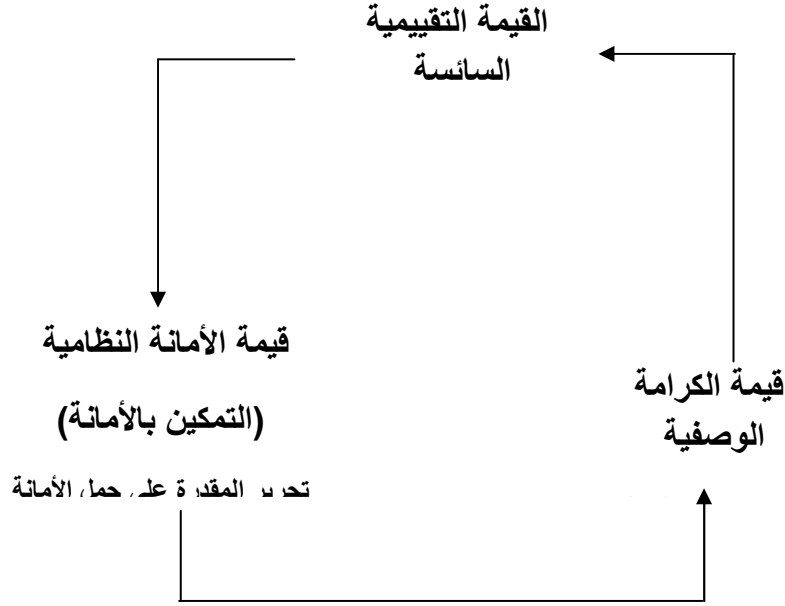 القيمة التقييمية
السائسة
قيمة الأمانة النظامية
(التمكين بالأمانة)
تحرير المقدرة على حمل الأمانة
قيمة الكرامة
الوصفية